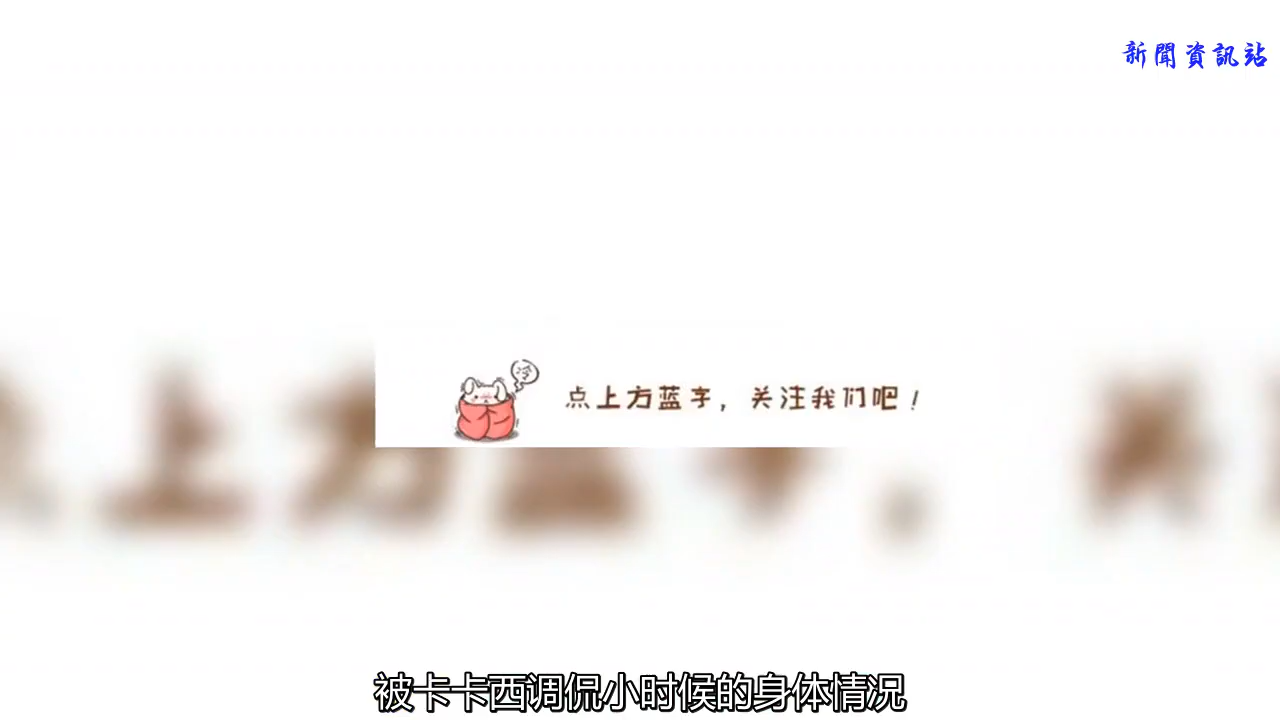 新聞資訊站
冷
点上方蓝字，关注我们吧！
被卡卡西调侃小时候的身体情况